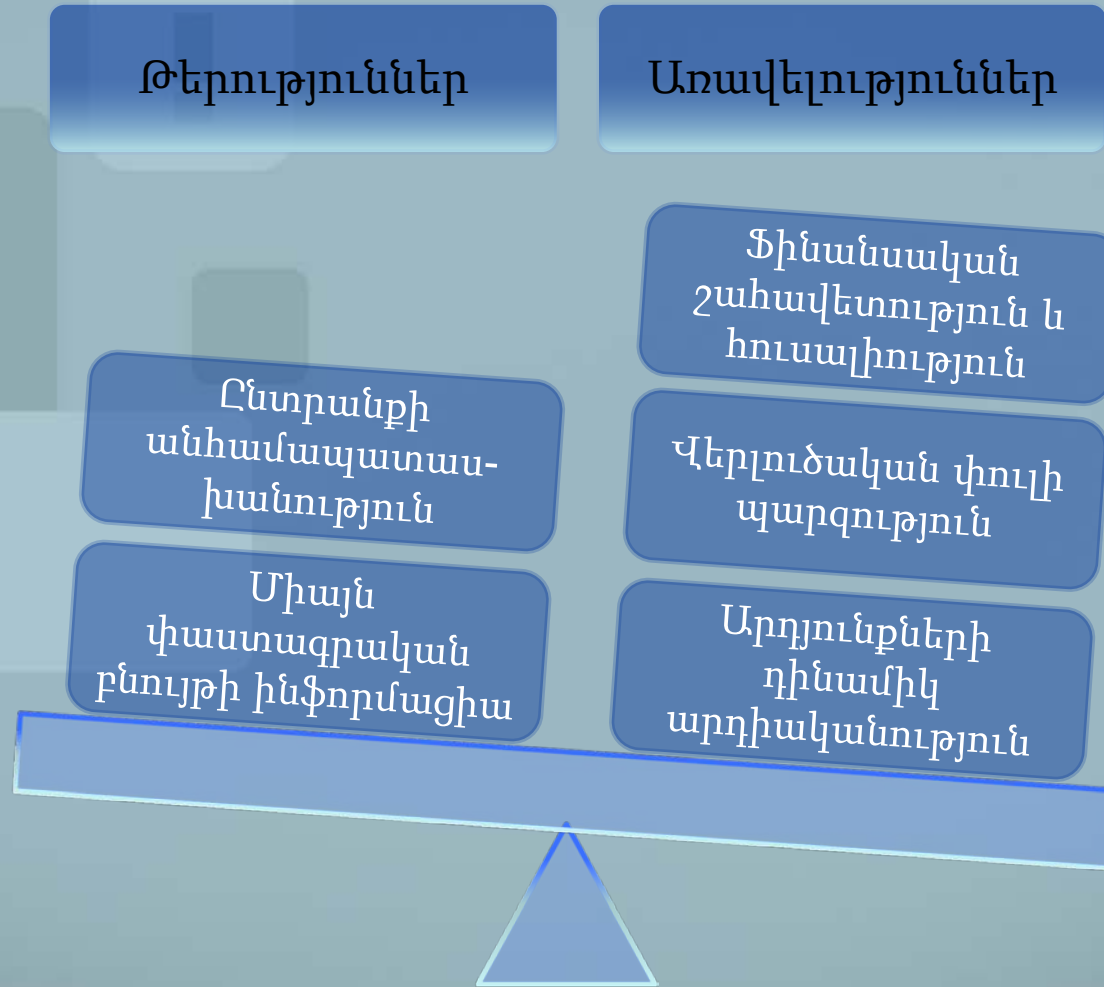 Թերություններ
Առավելություններ
Ընտրանքի
անհամապատաս-
խանություն
Միայն
փաստագրական
բնույթի ինֆորմացիա
Ֆինանսական
շահավետություն և
հուսալիություն
Վերլուծական փուլի
պարզություն
Արդյունքների
դինամիկ
արդիականություն